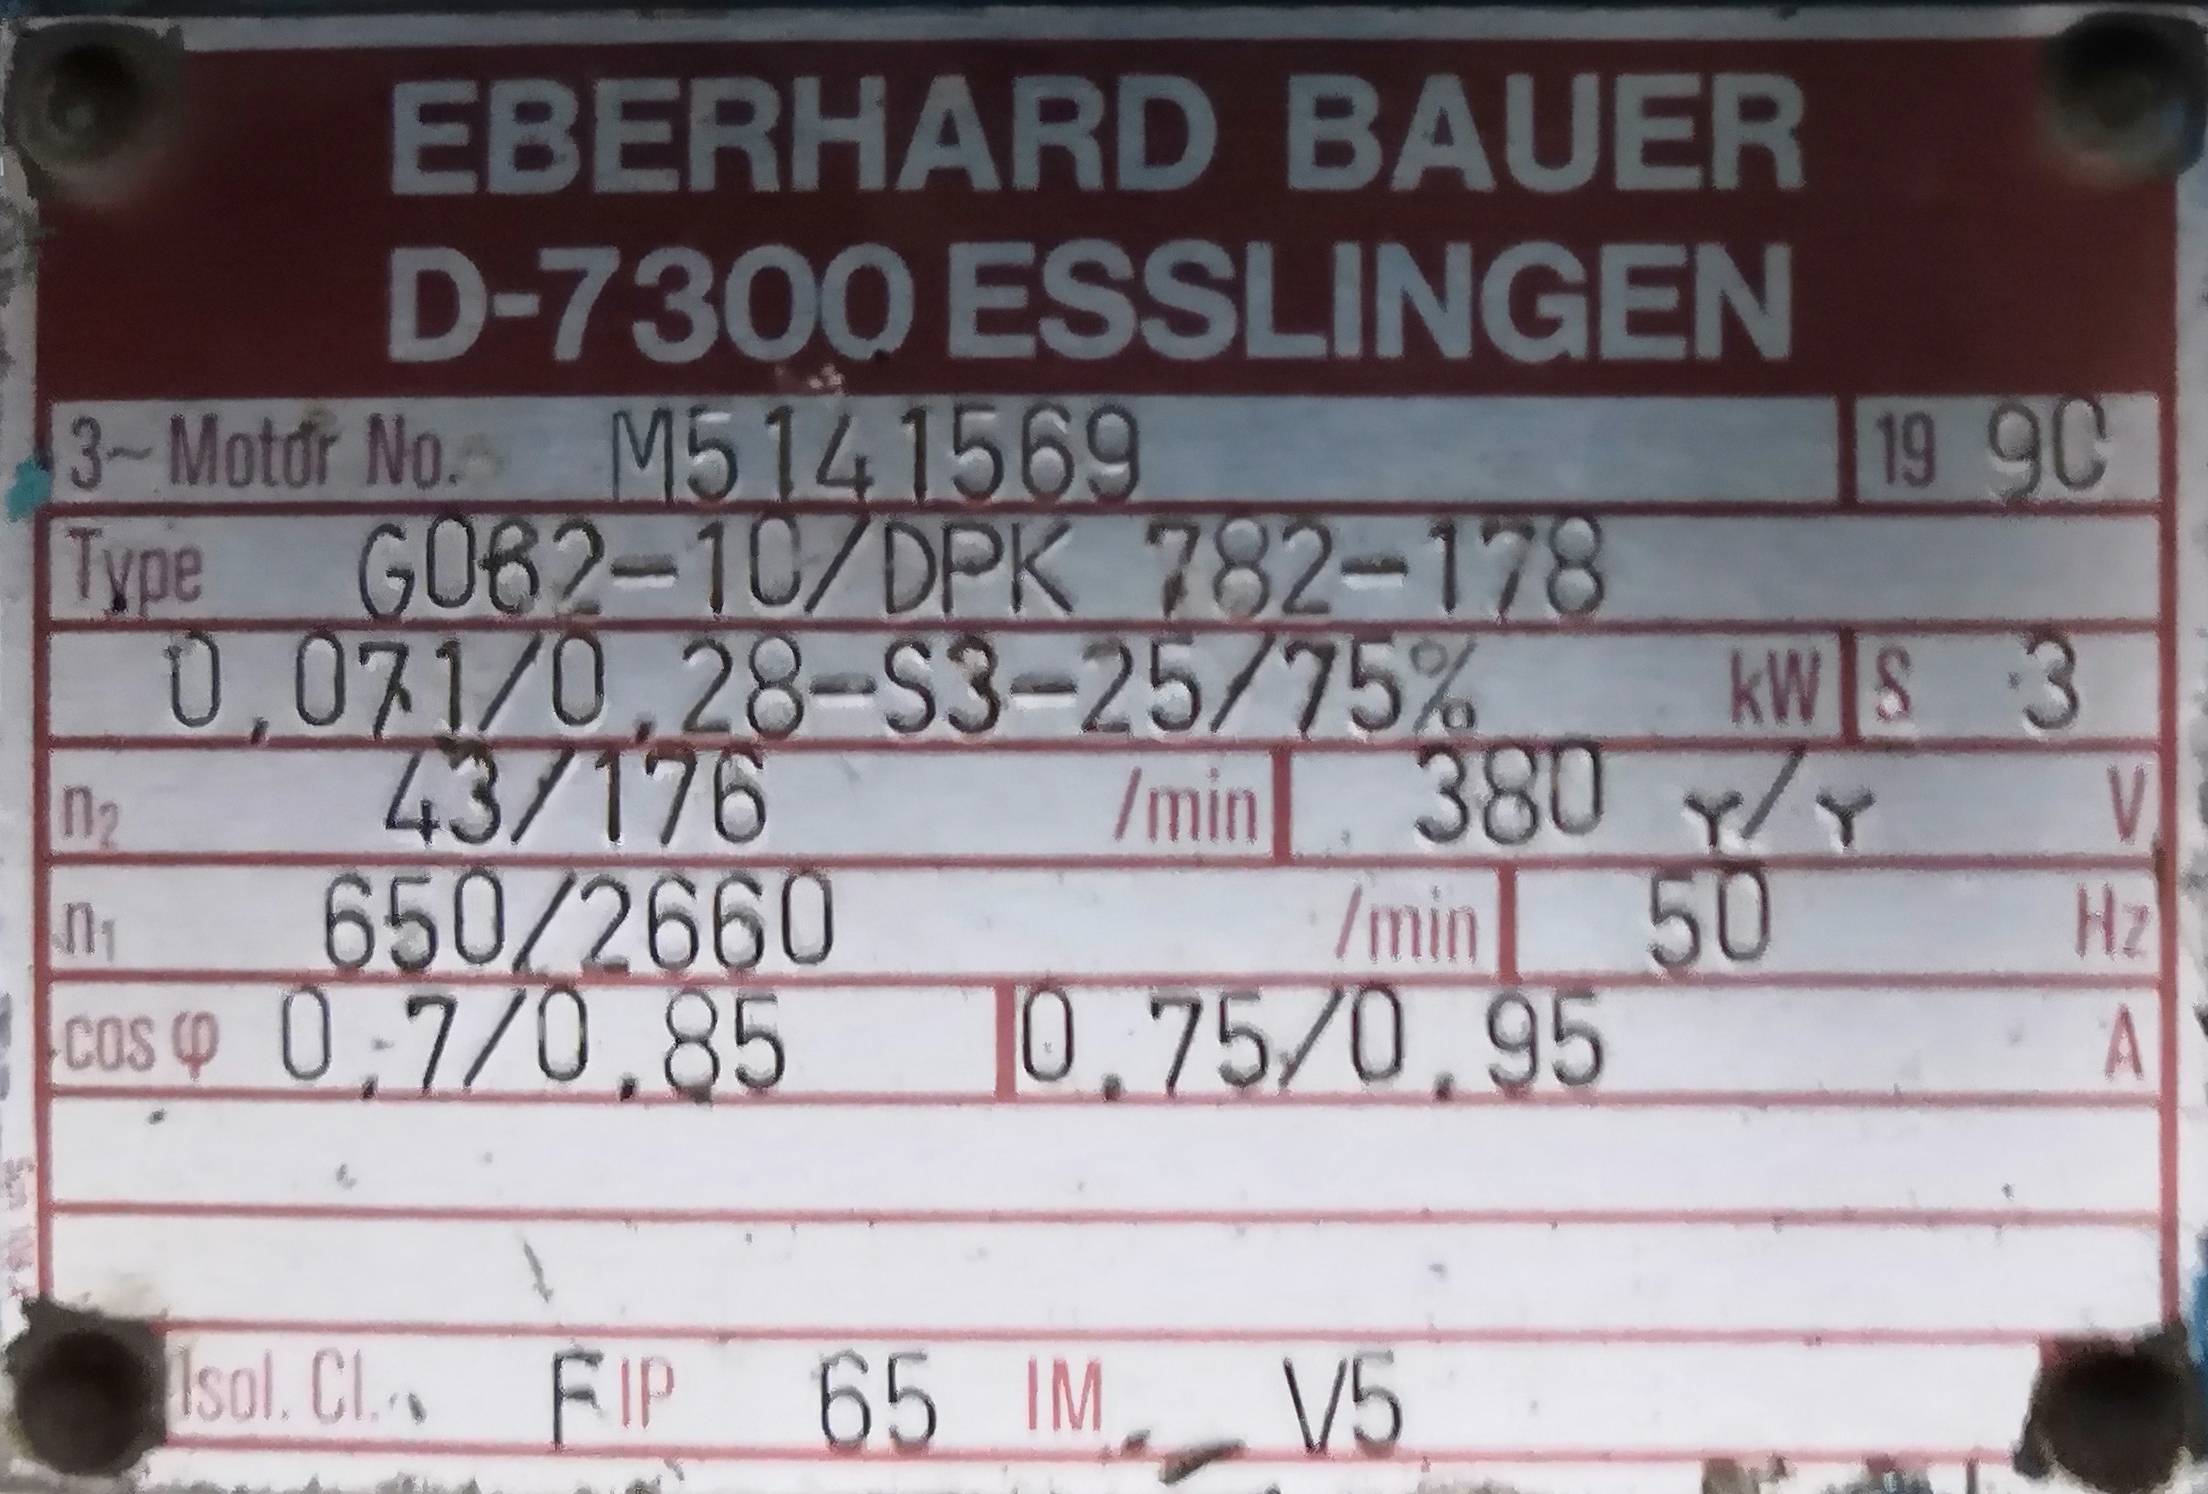 EBERHARD BAUER
D-7300 ESSLINGEN
3~ Motor No. M5141569 19 90
Type G062-10/DPK 782-178
0,071/0,28-S3-25/75% kW S 3
n2 43/176 /min 380 Y/Y V
n1 650/2660 /min 50 Hz
cos φ 0,7/0,85 0,75/0,95 A
Isol. Cl. F IP 65 IM V5